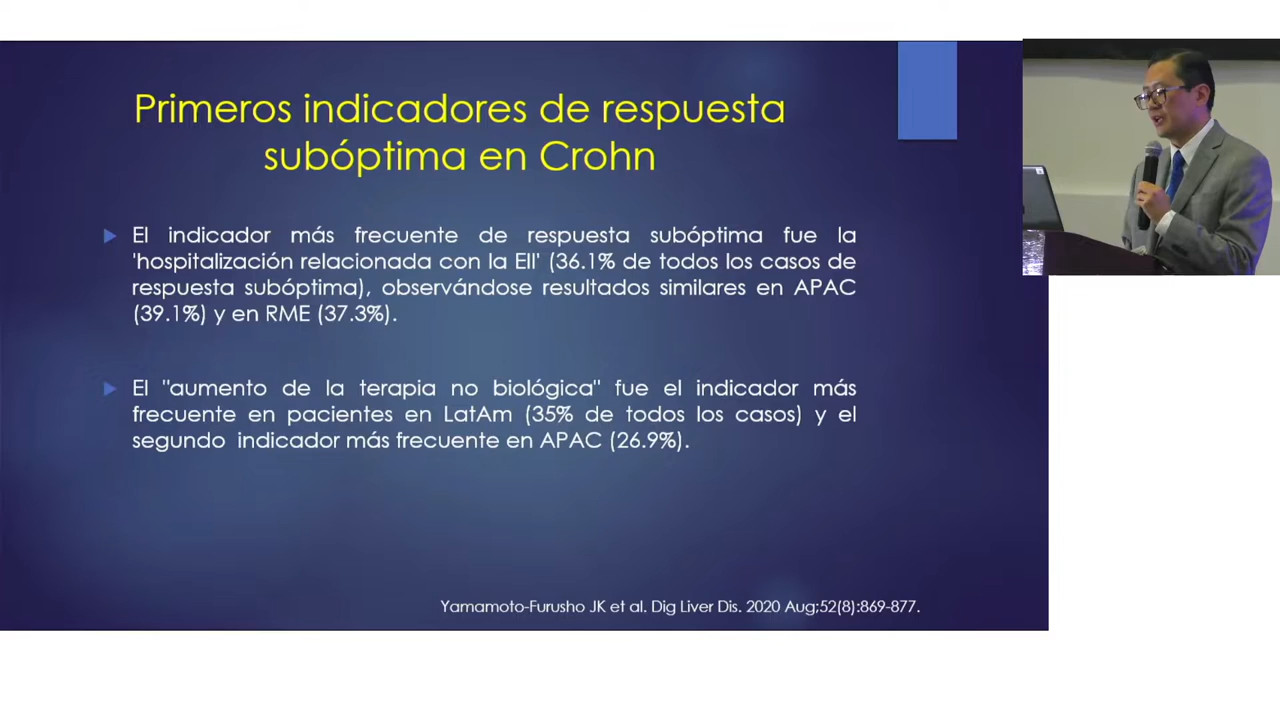 Primeros indicadores de respuesta
subóptima en Crohn
El indicador más frecuente de respuesta subóptima fue la
'hospitalización relacionada con la EII' (36.1% de todos los casos de
respuesta subóptima), observándose resultados similares en APAC
(39.1%) y en RME (37.3%).
El "aumento de la terapia no biológica" fue el indicador más
frecuente en pacientes en LatAm (35% de todos los casos) y el
segundo indicador más frecuente en APAC (26.9%).
Yamamoto-Furusho JK et al. Dig Liver Dis. 2020 Aug;52(8):869-877.